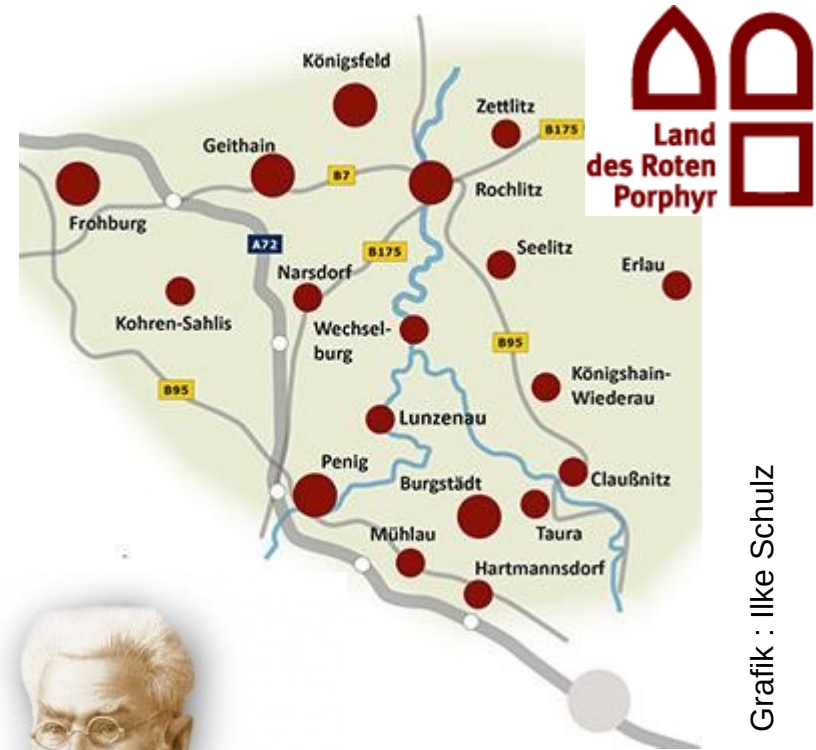 Königsfeld
Zettlitz
B175
Geithain
B7
Land
des Roten
Porphyr
Rochlitz
Frohburg
A72
B175
Seelitz
Erlau
Narsdorf
Kohren-Sahlis
Wechsel-
burg
B95
Königshain-
Wiederau
B95
Lunzenau
Penig
Burgstädt
Claußnitz
Mühlau
Taura
Hartmannsdorf
Grafik : Ilke Schulz